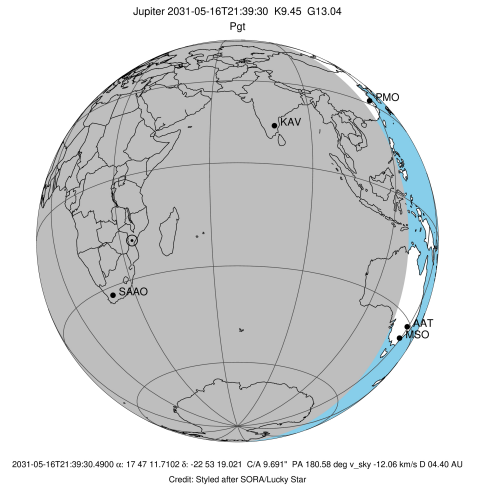 Jupiter 2031-05-16T21:39:30 K9.45 G13.04
Pgt
PMO
KAV
SAAO
AAT
MSO
2031-05-16T21:39:30.4900 α: 17 47 11.7102 δ: -22 53 19.021 C/A 9.691" PA 180.58 deg v_sky -12.06 km/s D 04.40 AU
Credit: Styled after SORA/Lucky Star